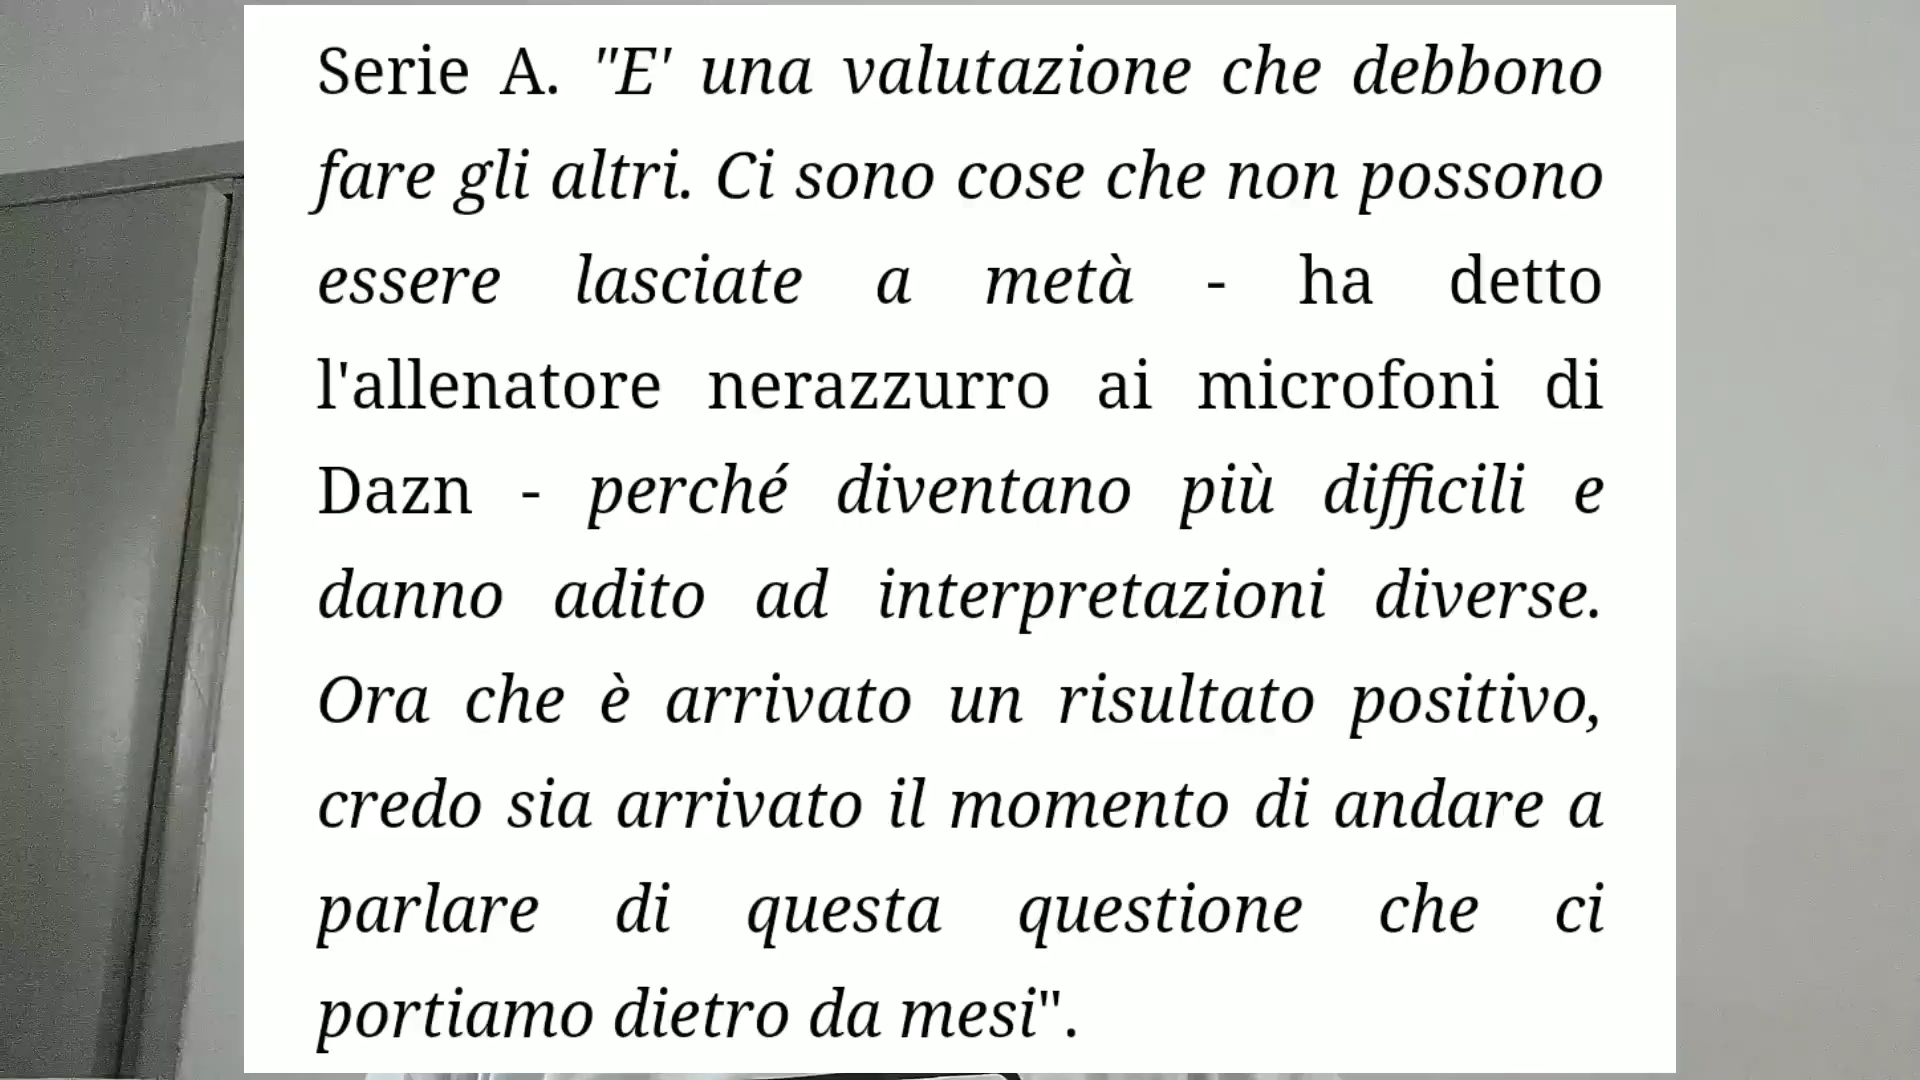 Serie A. "E' una valutazione che debbono
fare gli altri. Ci sono cose che non possono
essere lasciate a metà - ha detto
l'allenatore nerazzurro ai microfoni di
Dazn - perché diventano più difficili e
danno adito ad interpretazioni diverse.
Ora che è arrivato un risultato positivo,
credo sia arrivato il momento di andare a
parlare di questa questione che ci
portiamo dietro da mesi".